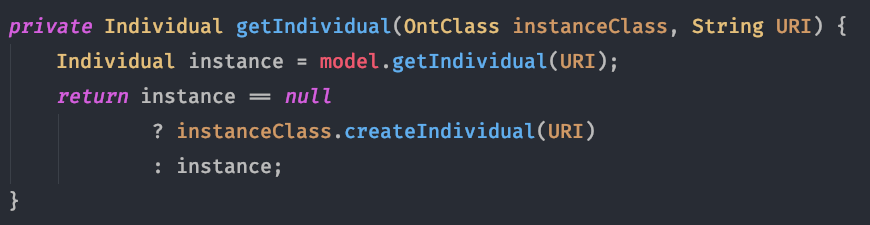 private Individual getIndividual(OntClass instanceClass, String URI) {
    Individual instance = model.getIndividual(URI);
    return instance == null
            ? instanceClass.createIndividual(URI)
            : instance;
}